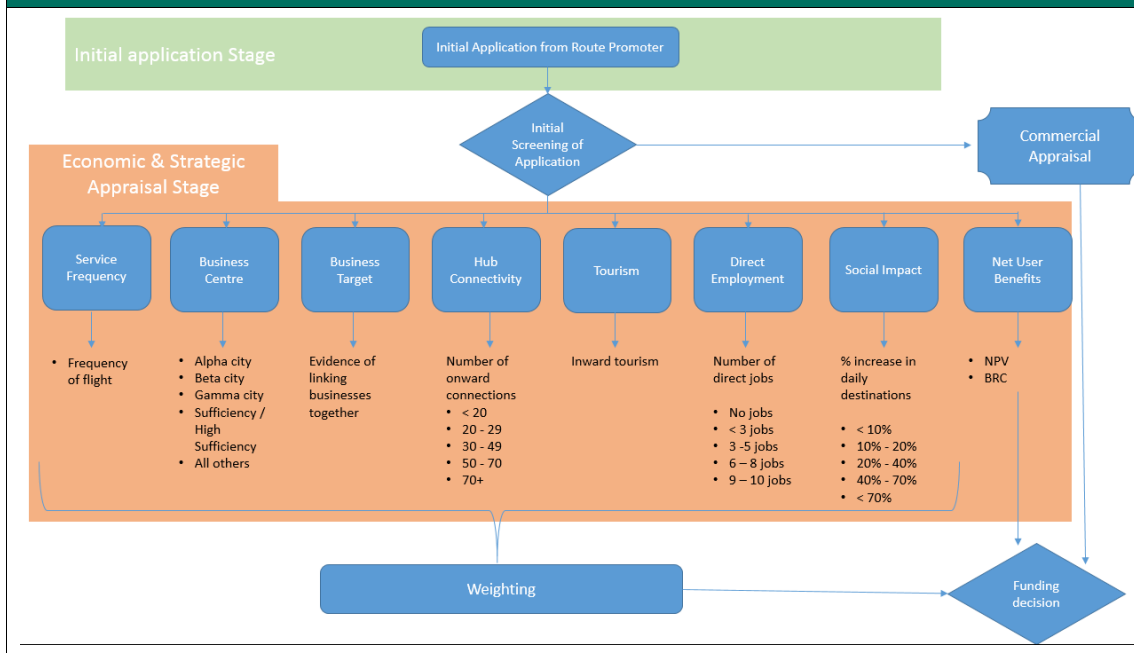 Initial application Stage
Initial Application from Route Promoter
Initial
Screening of
Application
Commercial
Appraisal
Economic & Strategic
Appraisal Stage
Service
Frequency
Business
Centre
Business
Target
Hub
Connectivity
Tourism
Direct
Employment
Social Impact
Net User
Benefits
• Frequency
of flight
• Alpha city
• Beta city
• Gamma city
• Sufficiency /
High
Sufficiency
• All others
Evidence of
linking
businesses
together
Number of
onward
connections
• < 20
• 20 - 29
• 30 - 49
• 50 - 70
• 70+
Inward tourism
Number of
direct jobs
• No jobs
• < 3 jobs
• 3 -5 jobs
• 6 – 8 jobs
• 9 – 10 jobs
% increase in
daily
destinations
• < 10%
• 10% - 20%
• 20% - 40%
• 40% - 70%
• < 70%
• NPV
• BRC
Weighting
Funding
decision